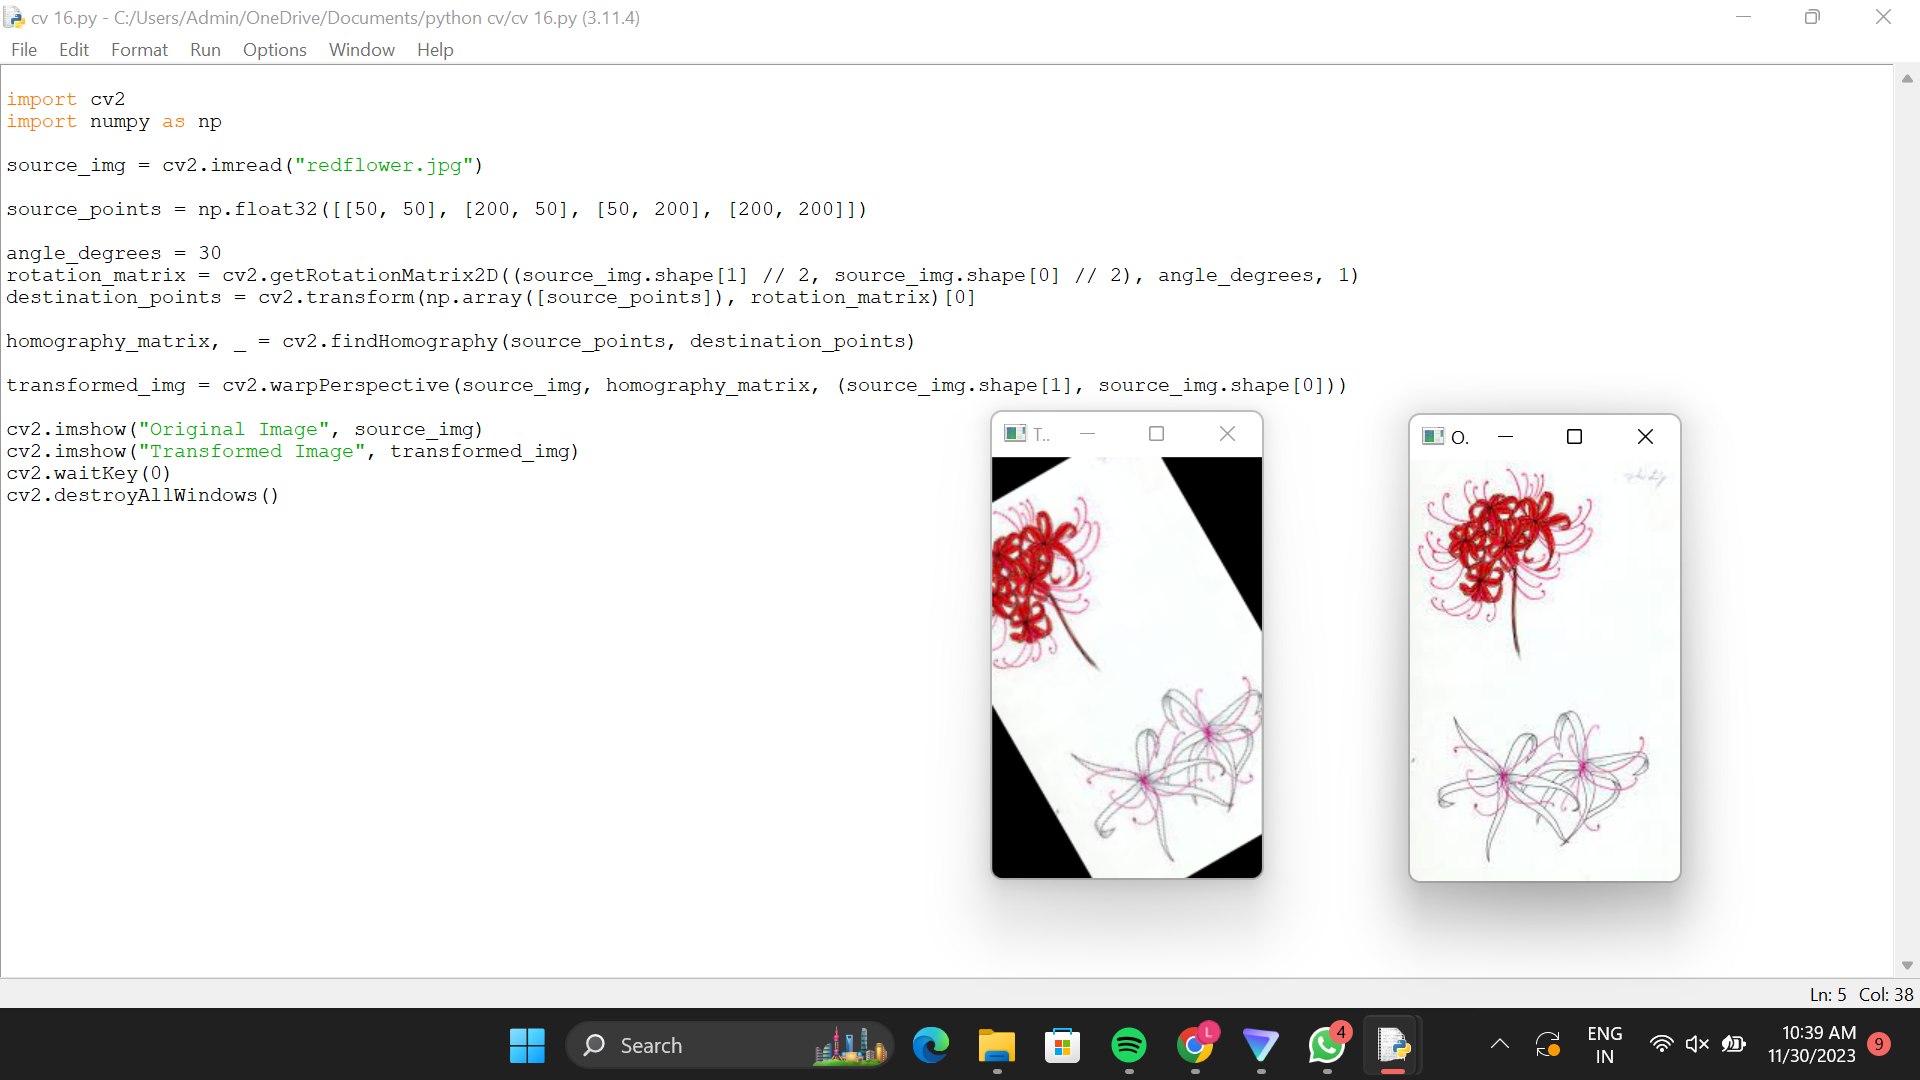 cv 16.py - C:/Users/Admin/OneDrive/Documents/python cv/cv 16.py (3.11.4)
File Edit Format Run Options Window Help
import cv2
import numpy as np
source_img = cv2.imread("redflower.jpg")
source_points = np.float32([[50, 50], [200, 50], [50, 200], [200, 200]])
angle_degrees = 30
rotation_matrix = cv2.getRotationMatrix2D((source_img.shape[1] // 2, source_img.shape[0] // 2), angle_degrees, 1)
destination_points = cv2.transform(np.array([source_points]), rotation_matrix)[0]
homography_matrix, _ = cv2.findHomography(source_points, destination_points)
transformed_img = cv2.warpPerspective(source_img, homography_matrix, (source_img.shape[1], source_img.shape[0]))
cv2.imshow("Original Image", source_img)
cv2.imshow("Transformed Image", transformed_img)
cv2.waitKey(0)
cv2.destroyAllWindows()
T..
O.
Ln: 5 Col: 38
Search
L
4
ENG
IN
10:39 AM
11/30/2023
9